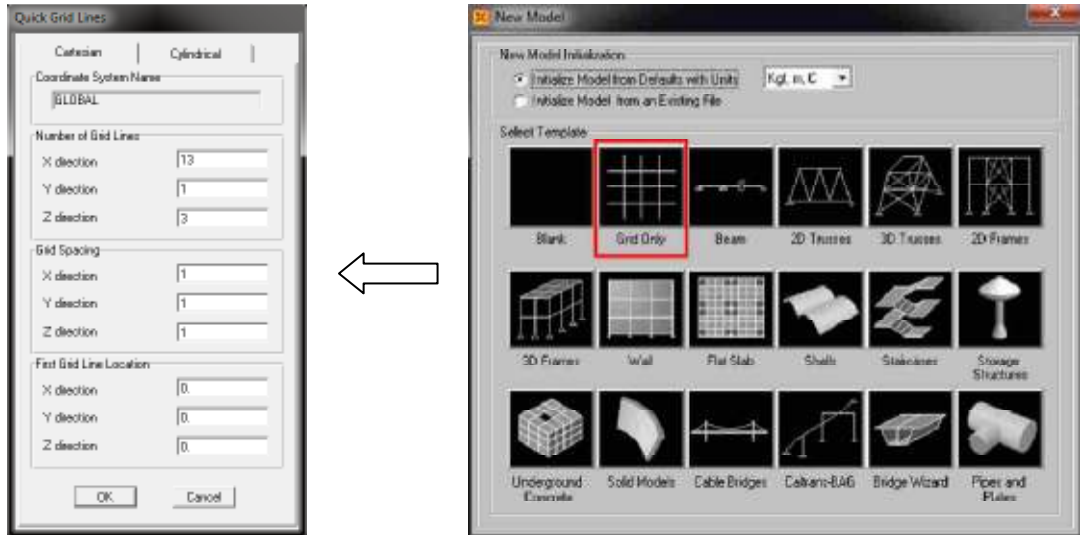 Quick Grid Lines
Cartesian
Cylindrical
Coordinate System Name
GLOBAL
Number of Grid Lines
X direction
13
Y direction
1
Z direction
3
Grid Spacing
X direction
1
Y direction
1
Z direction
1
First Grid Line Location
X direction
0.
Y direction
0.
Z direction
0.
OK
Cancel
New Model
New Model Initialization
Initialize Model from Defaults with Units
Kgf, m, C
Initialize Model from an Existing File
Select Template
Blank
Grid Only
Beam
2D Trusses
3D Trusses
2D Frames
3D Frames
Wall
Flat Slab
Shells
Staircases
Storage
Structures
Underground
Concrete
Solid Models
Cable Bridges
Caltrans-BAG
Bridge Wizard
Pipes and
Plates